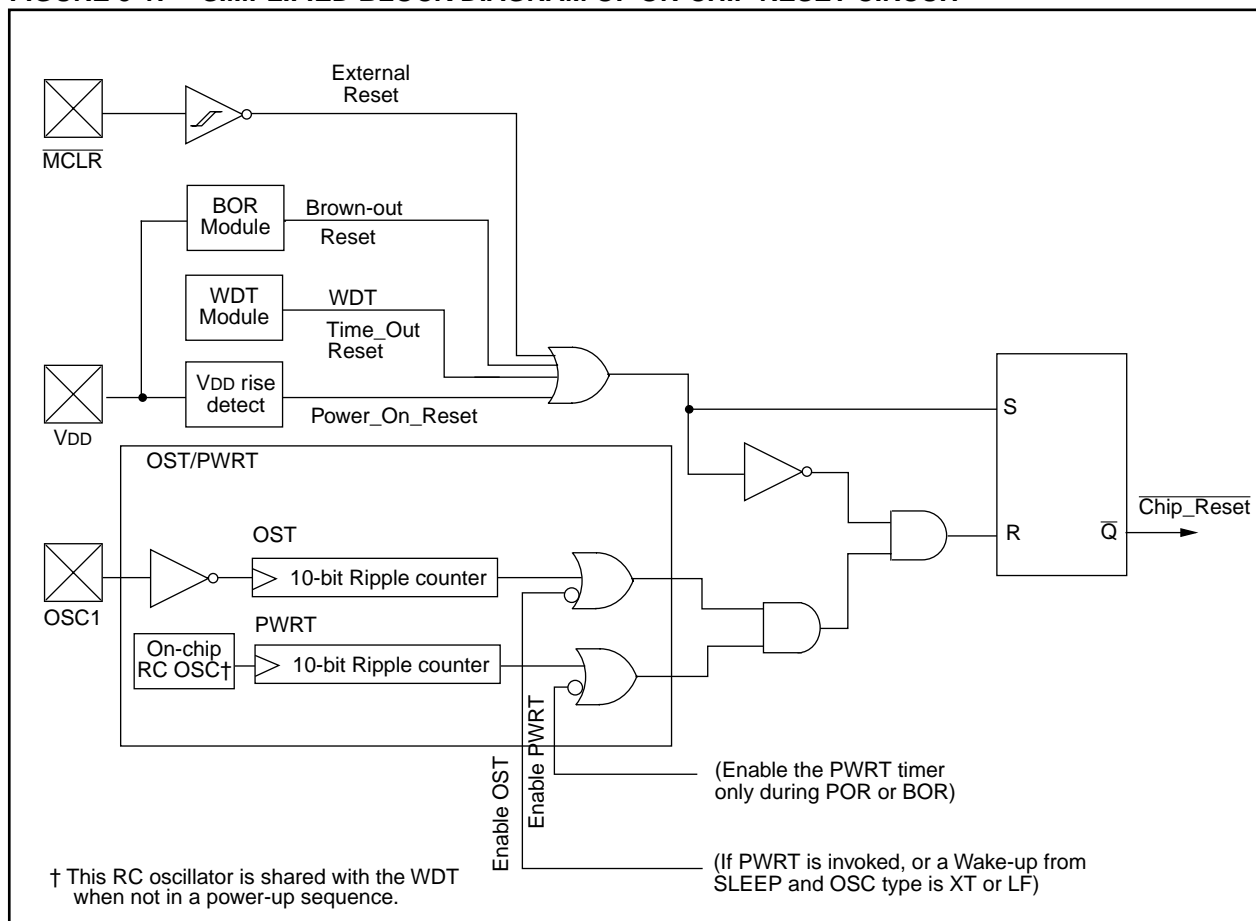 External
Reset
MCLR
BOR
Module
Brown-out
Reset
WDT
Module
WDT
Time_Out
Reset
VDD rise
detect
Power_On_Reset
VDD
S
R
Q
Chip_Reset
OST/PWRT
OST
10-bit Ripple counter
OSC1
PWRT
On-chip
RC OSC†
10-bit Ripple counter
Enable OST
Enable PWRT
(Enable the PWRT timer
only during POR or BOR)
(If PWRT is invoked, or a Wake-up from
SLEEP and OSC type is XT or LF)
† This RC oscillator is shared with the WDT
when not in a power-up sequence.